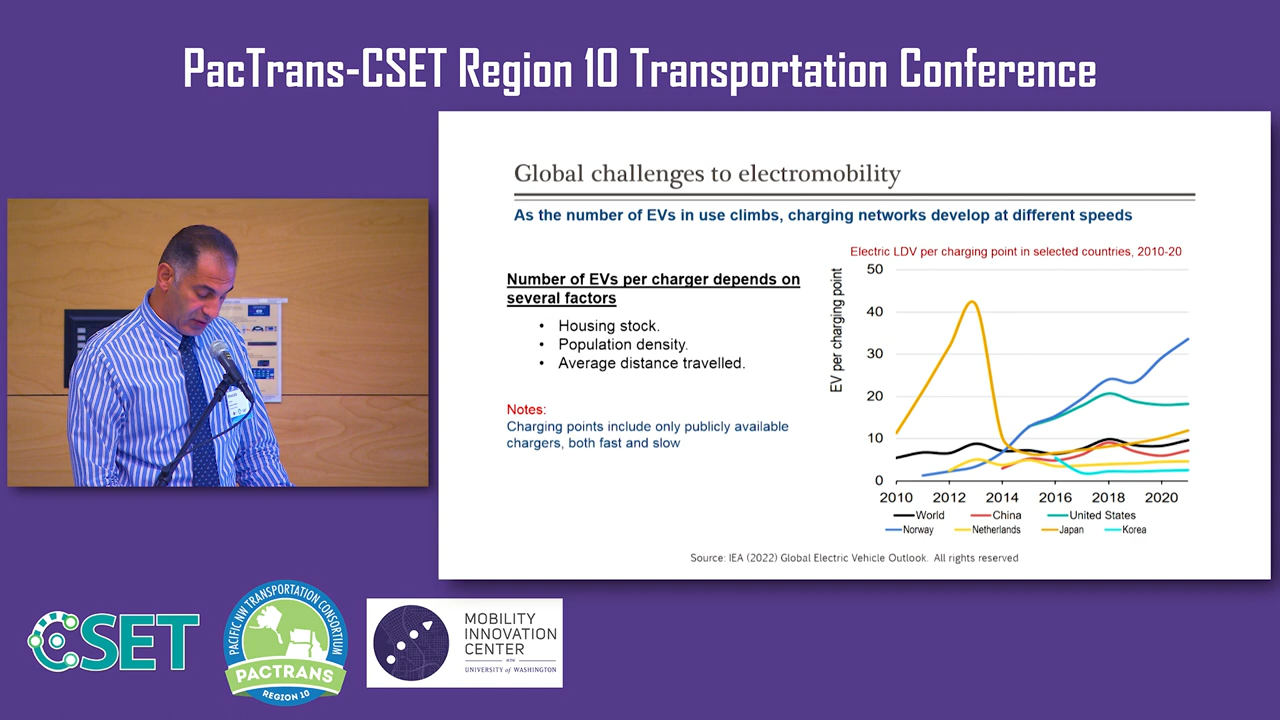 PacTrans-CSET Region 10 Transportation Conference
Global challenges to electromobility
As the number of EVs in use climbs, charging networks develop at different speeds
Number of EVs per charger depends on
several factors
• Housing stock.
• Population density.
• Average distance travelled.
Notes:
Charging points include only publicly available
chargers, both fast and slow
Electric LDV per charging point in selected countries, 2010-20
EV per charging point
50
40
30
20
10
0
2010 2012 2014 2016 2018 2020
World China United States
Norway Netherlands Japan Korea
Source: IEA (2022) Global Electric Vehicle Outlook. All rights reserved
CSET
PACIFIC NW TRANSPORTATION CONSORTIUM
PACTRANS
REGION 10
MOBILITY
INNOVATION
CENTER
UNIVERSITY of WASHINGTON